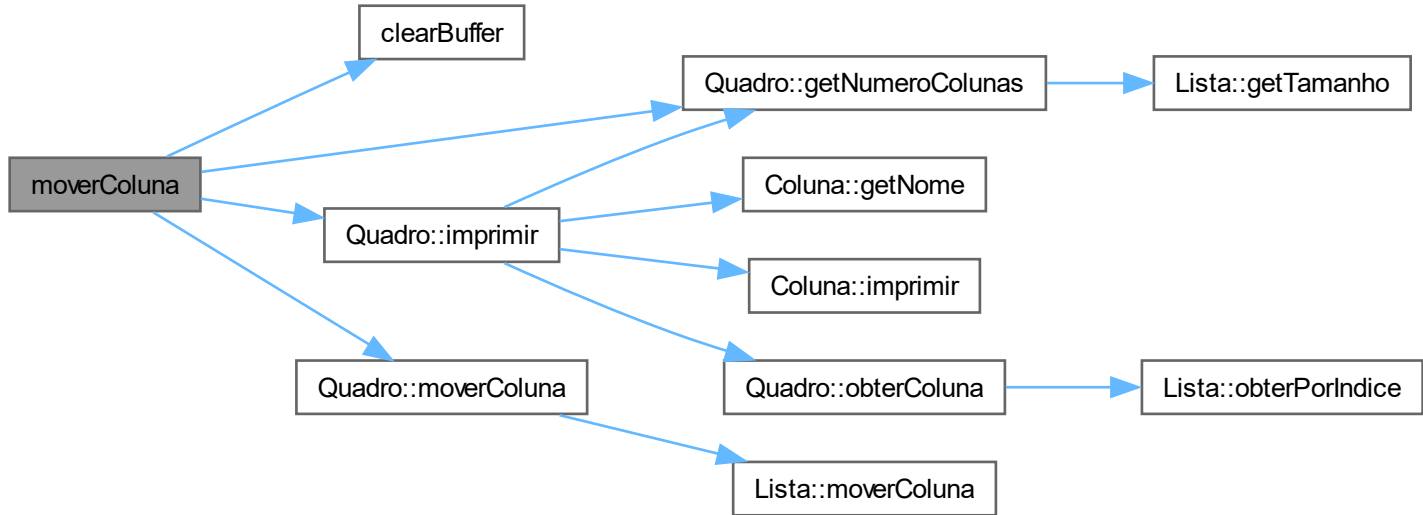 clearBuffer
Quadro::getNumeroColunas
Lista::getTamanho
moverColuna
Coluna::getNome
Quadro::imprimir
Coluna::imprimir
Quadro::moverColuna
Quadro::obterColuna
Lista::obterPorIndice
Lista::moverColuna